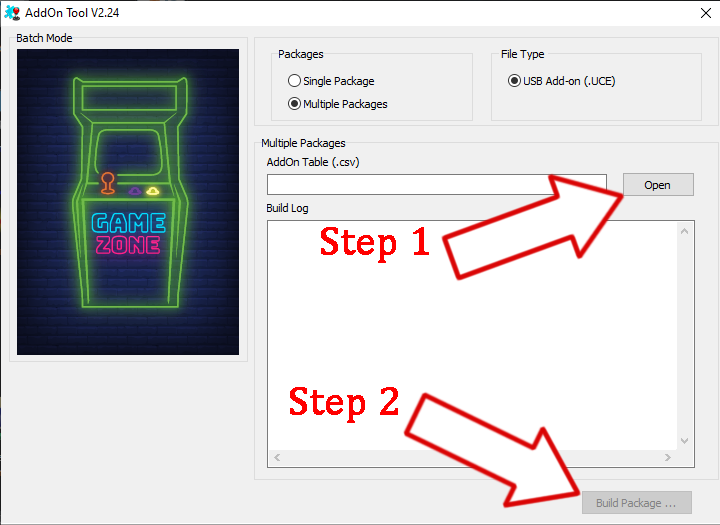 AddOn Tool V2.24
Batch Mode
GAME
ZONE
Packages
Single Package
Multiple Packages
File Type
USB Add-on (.UCE)
Multiple Packages
AddOn Table (.csv)
Open
Build Log
Step 1
Step 2
Build Package ...